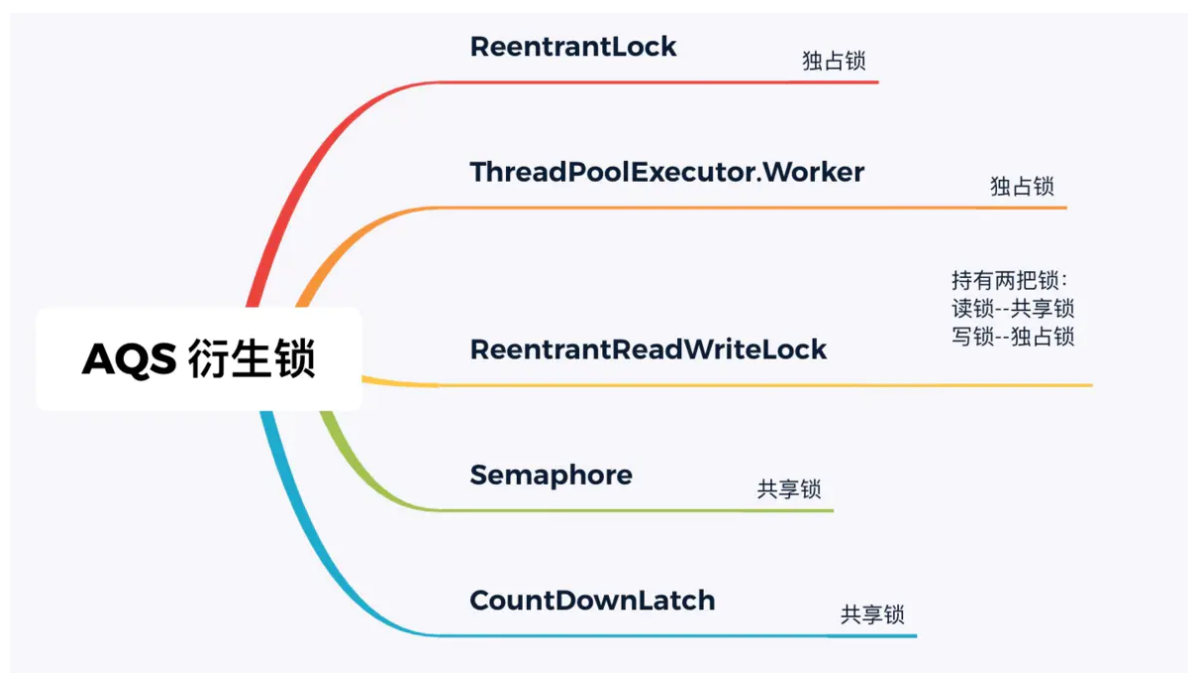 ReentrantLock
独占锁
ThreadPoolExecutor.Worker
独占锁
持有两把锁：
读锁--共享锁
写锁--独占锁
ReentrantReadWriteLock
AQS 衍生锁
Semaphore
共享锁
CountDownLatch
共享锁